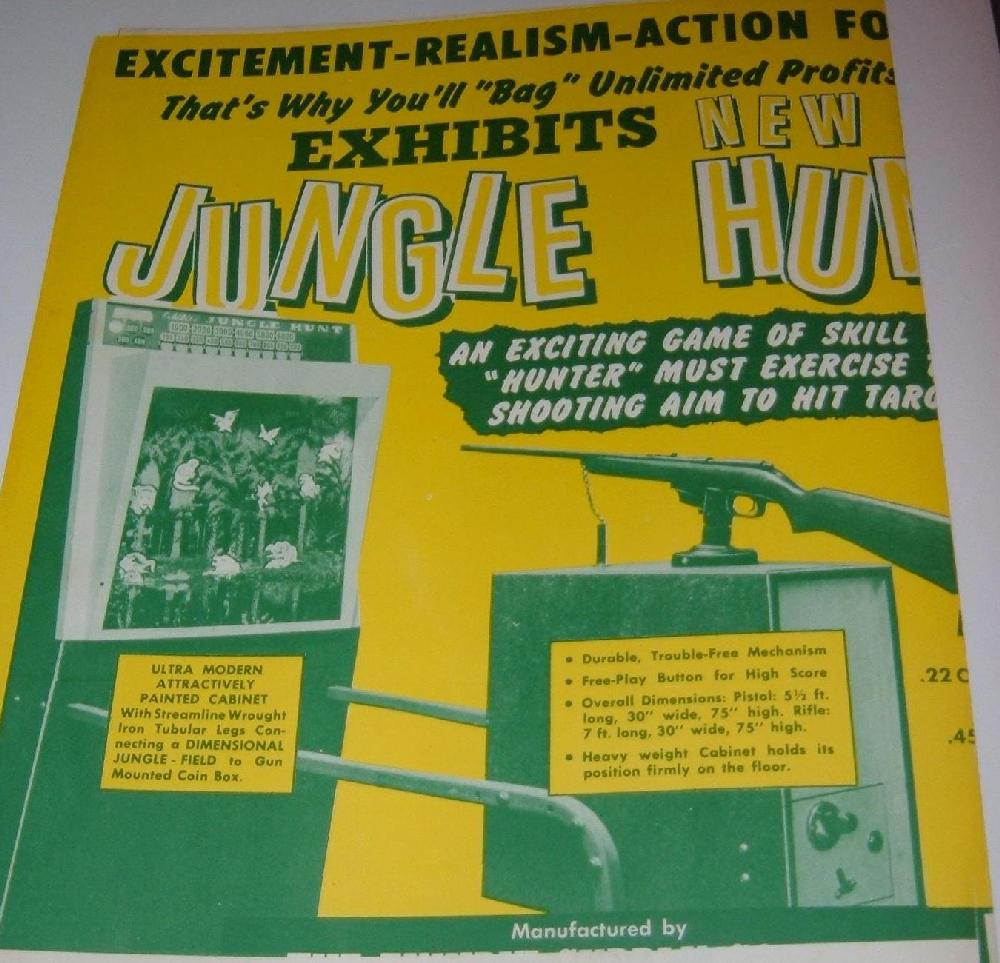 EXCITEMENT-REALISM-ACTION FO
That's Why You'll "Bag" Unlimited Profits
EXHIBITS NEW
JUNGLE HUN
JUNGLE HUNT
AN EXCITING GAME OF SKILL
"HUNTER" MUST EXERCISE
SHOOTING AIM TO HIT TARG
ULTRA MODERN
ATTRACTIVELY
PAINTED CABINET
With Streamline Wrought
Iron Tubular Legs Con-
necting a DIMENSIONAL
JUNGLE - FIELD to Gun
Mounted Coin Box.
• Durable, Trouble-Free Mechanism
• Free-Play Button for High Score
• Overall Dimensions: Pistol: 5½ ft.
long, 30" wide, 75" high. Rifle:
7 ft. long, 30" wide, 75" high.
• Heavy weight Cabinet holds its
position firmly on the floor.
.22 C
.45
Manufactured by